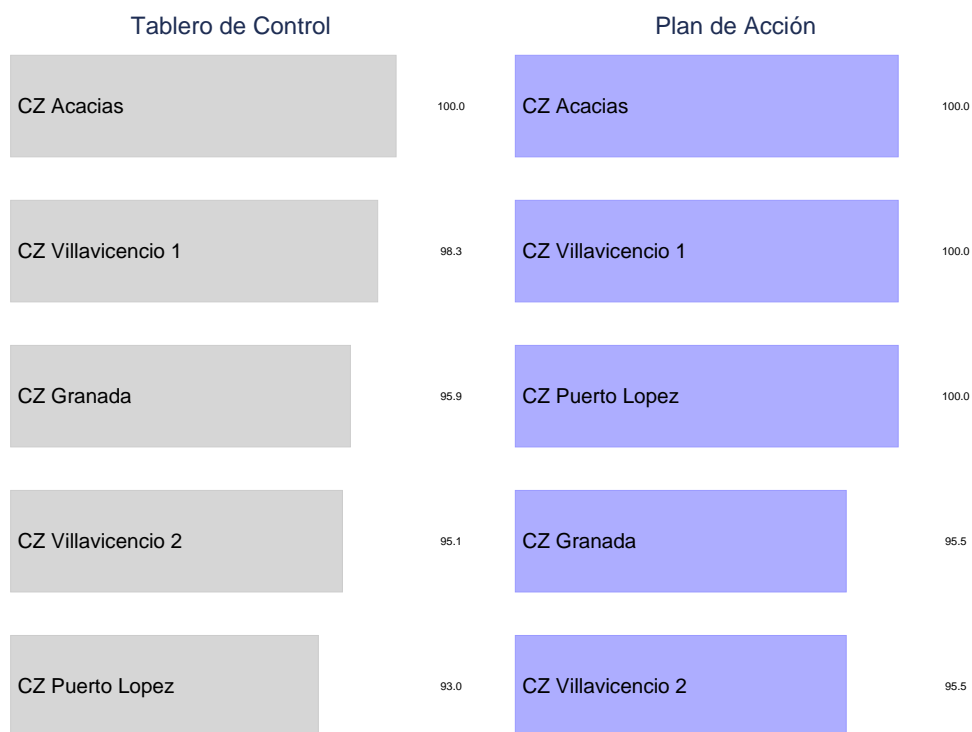 Tablero de Control
CZ Acacias 100.0
CZ Villavicencio 1 98.3
CZ Granada 95.9
CZ Villavicencio 2 95.1
CZ Puerto Lopez 93.0
Plan de Acción
CZ Acacias 100.0
CZ Villavicencio 1 100.0
CZ Puerto Lopez 100.0
CZ Granada 95.5
CZ Villavicencio 2 95.5